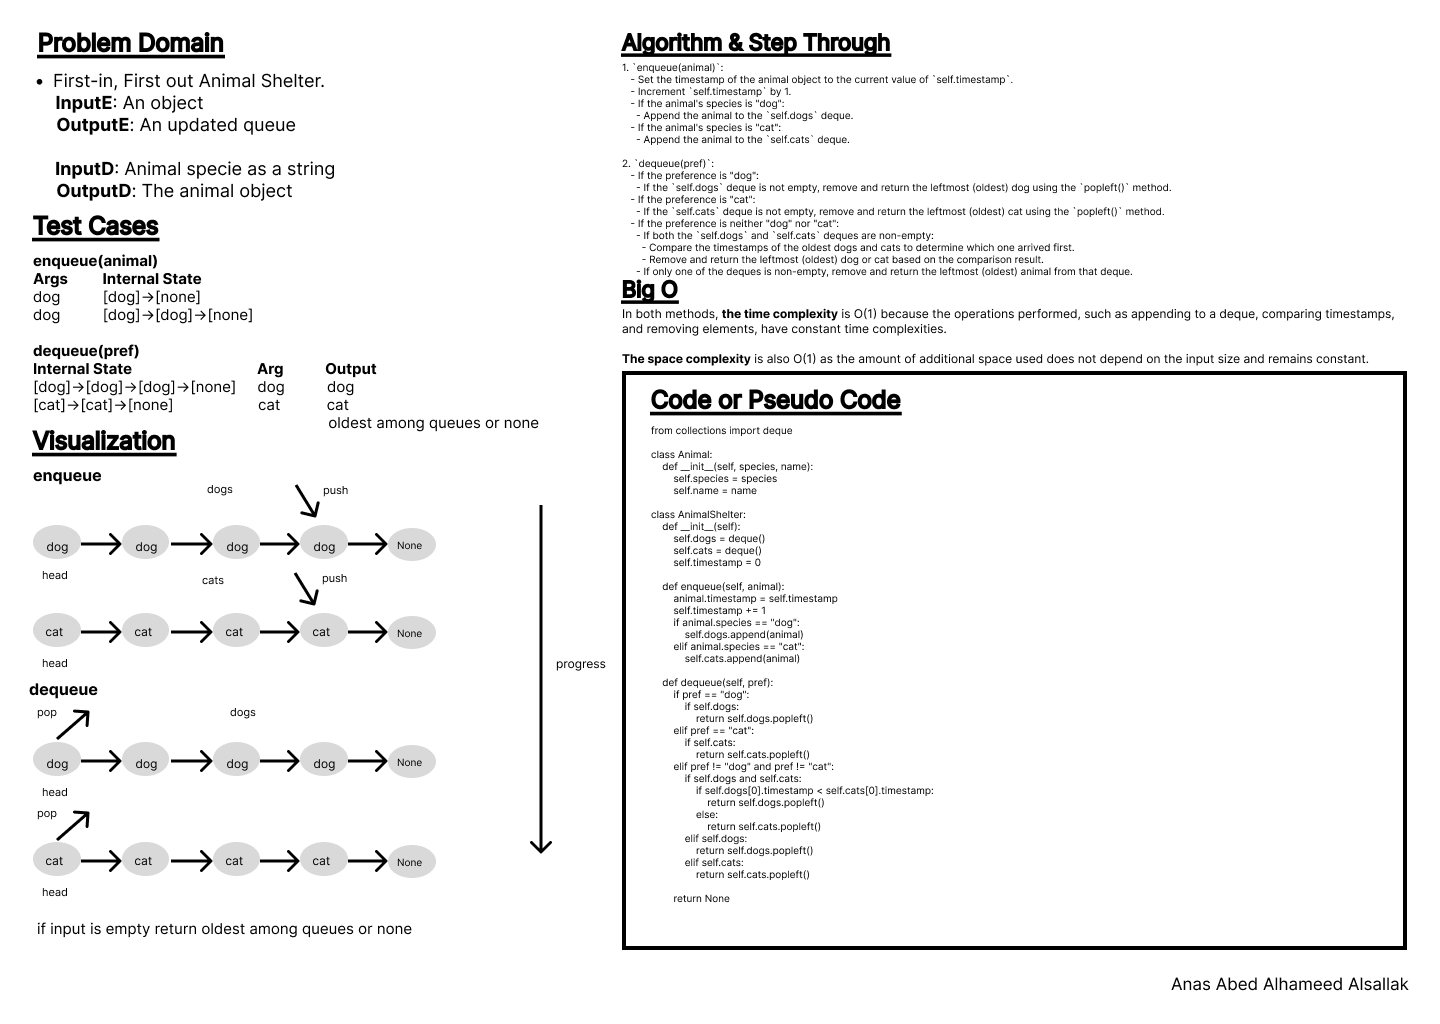 Problem Domain
• First-in, First out Animal Shelter.
InputE: An object
OutputE: An updated queue
InputD: Animal specie as a string
OutputD: The animal object
Test Cases
enqueue(animal)
Args Internal State
dog [dog]→[none]
dog [dog]→[dog]→[none]
dequeue(pref)
Internal State Arg Output
[dog]→[dog]→[dog]→[none] dog dog
[cat]→[cat]→[none] cat cat
oldest among queues or none
Visualization
enqueue
dogs push
dog dog dog dog None
head
cats push
cat cat cat cat None
head
progress
dequeue
pop dogs
dog dog dog dog None
head
pop
cat cat cat cat None
head
if input is empty return oldest among queues or none
Algorithm & Step Through
1. `enqueue(animal)`:
- Set the timestamp of the animal object to the current value of `self.timestamp`.
- Increment `self.timestamp` by 1.
- If the animal's species is "dog":
- Append the animal to the `self.dogs` deque.
- If the animal's species is "cat":
- Append the animal to the `self.cats` deque.
2. `dequeue(pref)`:
- If the preference is "dog":
- If the `self.dogs` deque is not empty, remove and return the leftmost (oldest) dog using the `popleft()` method.
- If the preference is "cat":
- If the `self.cats` deque is not empty, remove and return the leftmost (oldest) cat using the `popleft()` method.
- If the preference is neither "dog" nor "cat":
- If both the `self.dogs` and `self.cats` deques are non-empty:
- Compare the timestamps of the oldest dogs and cats to determine which one arrived first.
- Remove and return the leftmost (oldest) dog or cat based on the comparison result.
- If only one of the deques is non-empty, remove and return the leftmost (oldest) animal from that deque.
Big O
In both methods, the time complexity is O(1) because the operations performed, such as appending to a deque, comparing timestamps,
and removing elements, have constant time complexities.
The space complexity is also O(1) as the amount of additional space used does not depend on the input size and remains constant.
Code or Pseudo Code
from collections import deque
class Animal:
def __init__(self, species, name):
self.species = species
self.name = name
class AnimalShelter:
def __init__(self):
self.dogs = deque()
self.cats = deque()
self.timestamp = 0
def enqueue(self, animal):
animal.timestamp = self.timestamp
self.timestamp += 1
if animal.species == "dog":
self.dogs.append(animal)
elif animal.species == "cat":
self.cats.append(animal)
def dequeue(self, pref):
if pref == "dog":
if self.dogs:
return self.dogs.popleft()
elif pref == "cat":
if self.cats:
return self.cats.popleft()
elif pref != "dog" and pref != "cat":
if self.dogs and self.cats:
if self.dogs[0].timestamp < self.cats[0].timestamp:
return self.dogs.popleft()
else:
return self.cats.popleft()
elif self.dogs:
return self.dogs.popleft()
elif self.cats:
return self.cats.popleft()
return None
Anas Abed Alhameed Alsallak